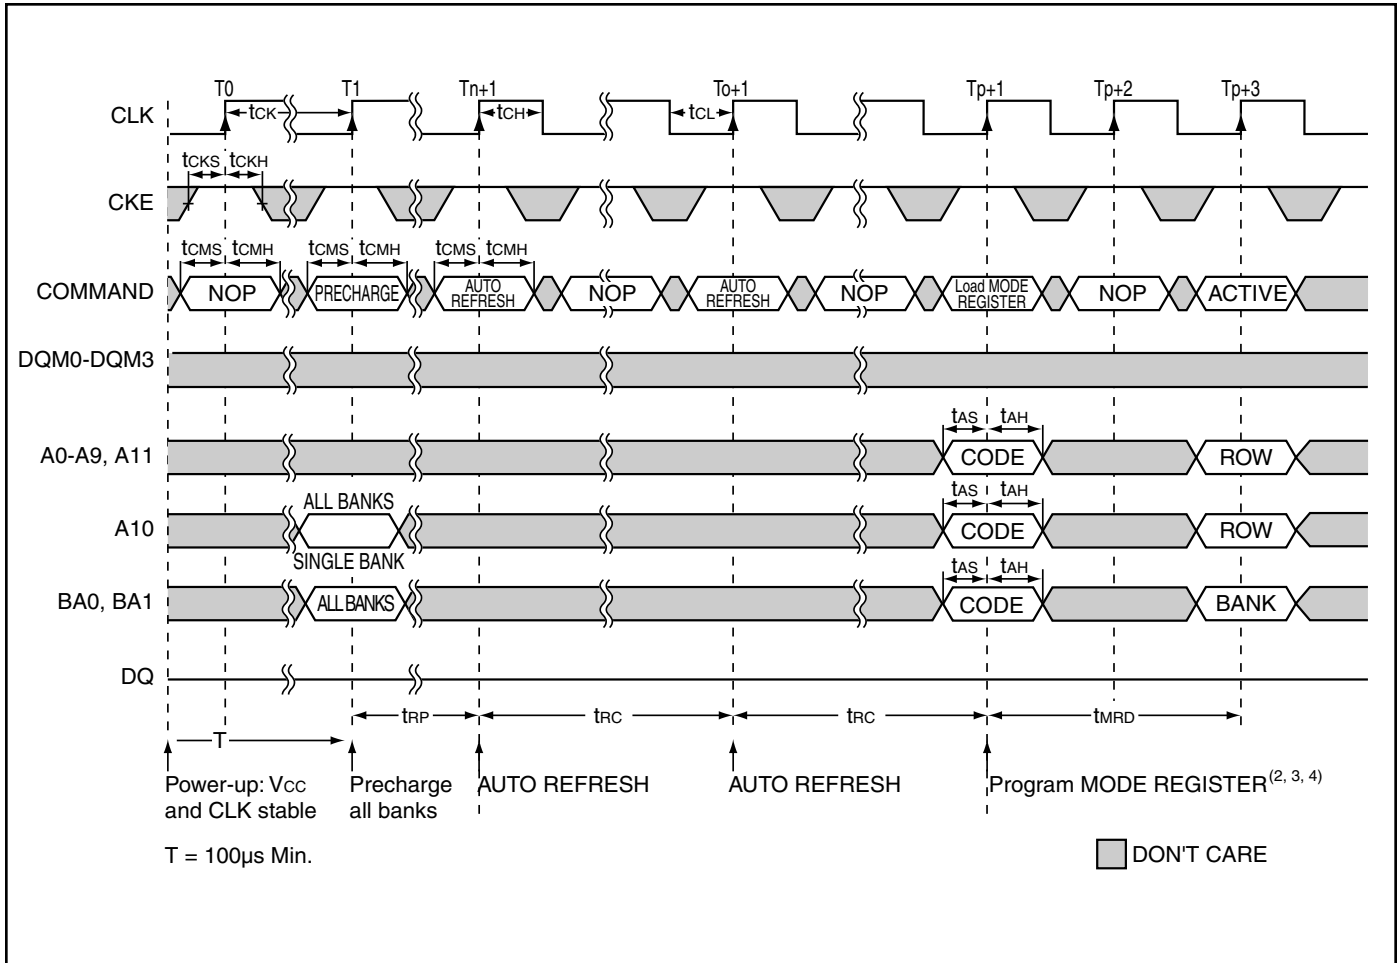 T0 T1 Tn+1 To+1 Tp+1 Tp+2 Tp+3
CLK tCK tCH tCL
tCKS tCKH
CKE
tCMS tCMH tCMS tCMH tCMS tCMH
COMMAND NOP PRECHARGE AUTO REFRESH NOP AUTO REFRESH NOP Load MODE REGISTER NOP ACTIVE
DQM0-DQM3
tAS tAH
A0-A9, A11 CODE ROW
ALL BANKS tAS tAH
A10 CODE ROW
SINGLE BANK tAS tAH
BA0, BA1 ALL BANKS CODE BANK
DQ
tRP tRC tRC tMRD
T
Power-up: VCC Precharge AUTO REFRESH AUTO REFRESH Program MODE REGISTER(2, 3, 4)
and CLK stable all banks
T = 100µs Min. DON'T CARE